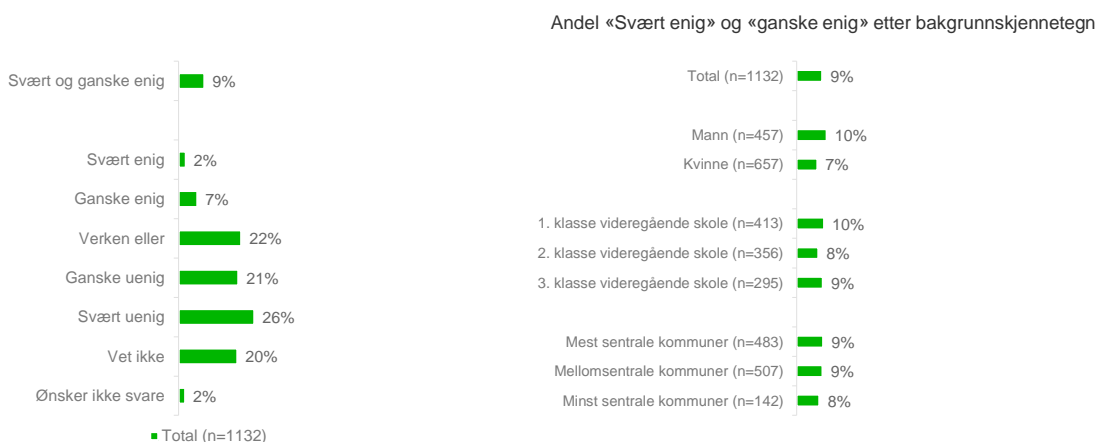 Andel «Svært enig» og «ganske enig» etter bakgrunnskjennetegn
Svært og ganske enig 9%
Svært enig 2%
Ganske enig 7%
Verken eller 22%
Ganske uenig 21%
Svært uenig 26%
Vet ikke 20%
Ønsker ikke svare 2%
Total (n=1132)
Total (n=1132) 9%
Mann (n=457) 10%
Kvinne (n=657) 7%
1. klasse videregående skole (n=413) 10%
2. klasse videregående skole (n=356) 8%
3. klasse videregående skole (n=295) 9%
Mest sentrale kommuner (n=483) 9%
Mellomsentrale kommuner (n=507) 9%
Minst sentrale kommuner (n=142) 8%